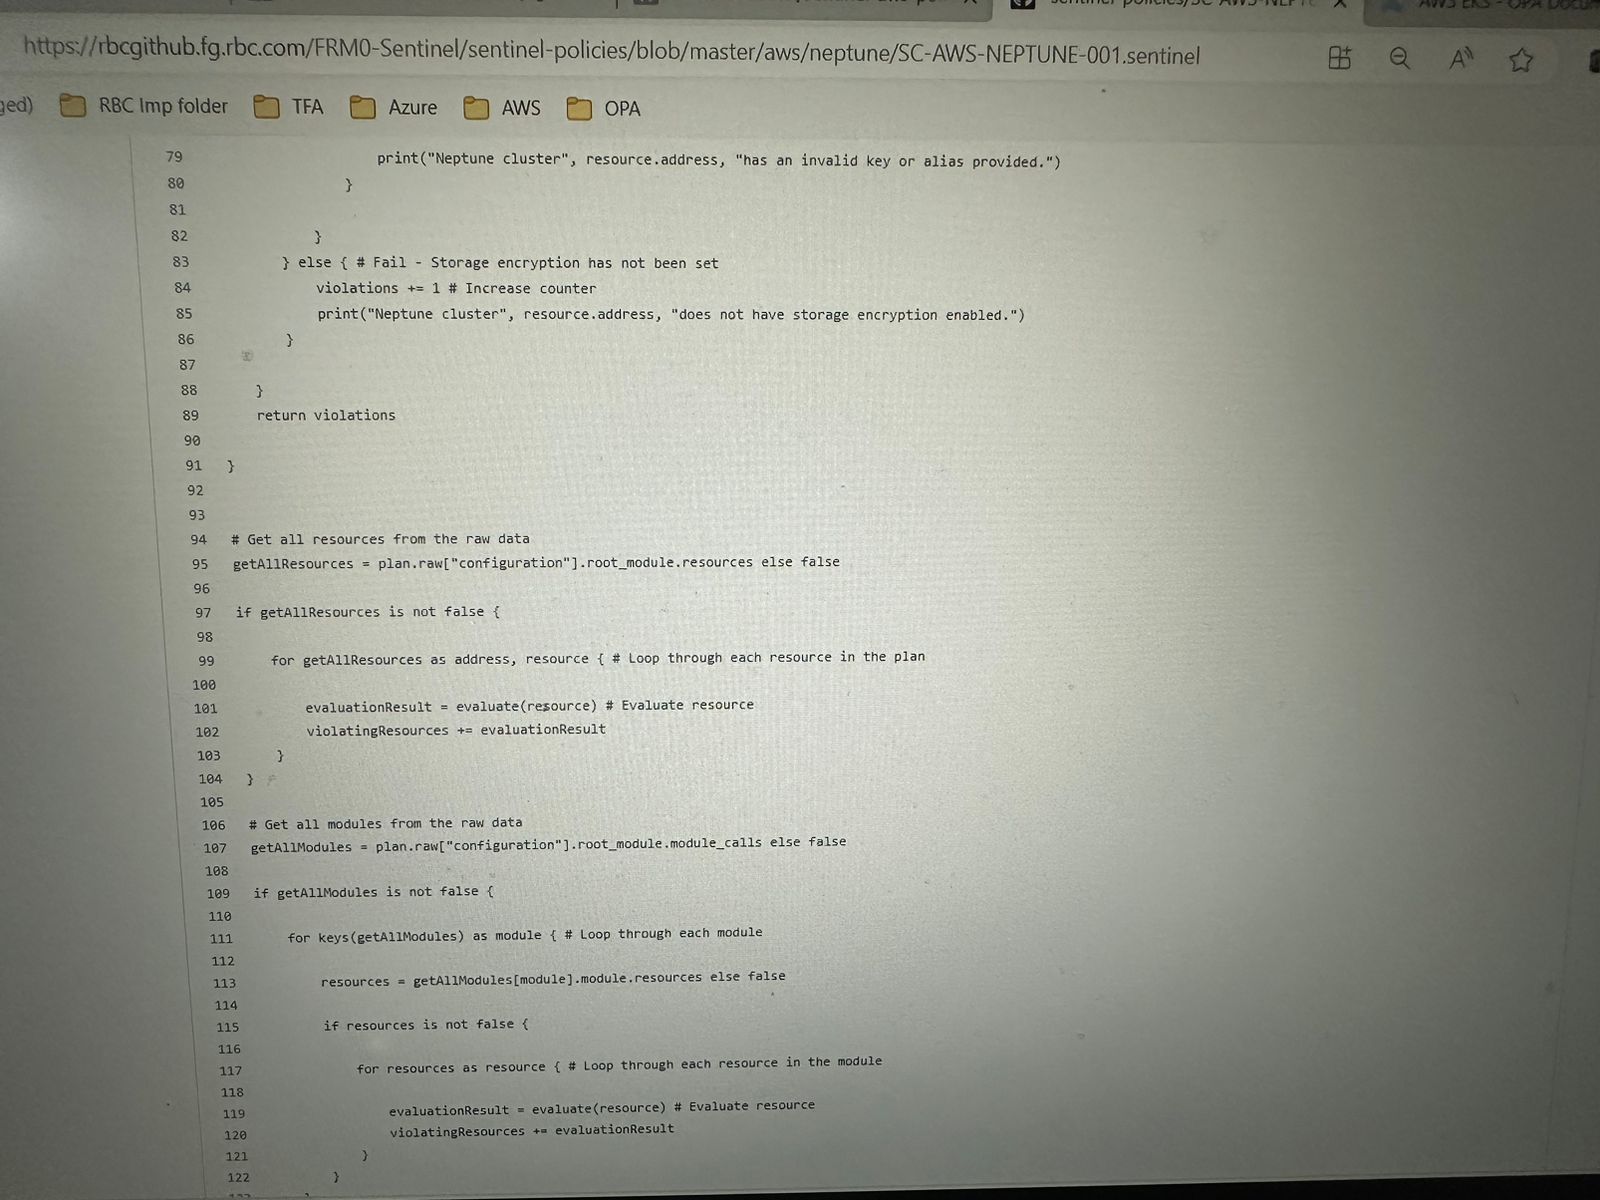 https://rbcgithub.fg.rbc.com/FRM0-Sentinel/sentinel-policies/blob/master/aws/neptune/SC-AWS-NEPTUNE-001.sentinel
ged) RBC Imp folder TFA Azure AWS OPA
79 print("Neptune cluster", resource.address, "has an invalid key or alias provided.")
80 }
81
82 }
83 } else { # Fail - Storage encryption has not been set
84 violations += 1 # Increase counter
85 print("Neptune cluster", resource.address, "does not have storage encryption enabled.")
86 }
87
88 }
89 return violations
90
91 }
92
93
94 # Get all resources from the raw data
95 getAllResources = plan.raw["configuration"].root_module.resources else false
96
97 if getAllResources is not false {
98
99 for getAllResources as address, resource { # Loop through each resource in the plan
100
101 evaluationResult = evaluate(resource) # Evaluate resource
102 violatingResources += evaluationResult
103 }
104 }
105
106 # Get all modules from the raw data
107 getAllModules = plan.raw["configuration"].root_module.module_calls else false
108
109 if getAllModules is not false {
110
111 for keys(getAllModules) as module { # Loop through each module
112
113 resources = getAllModules[module].module.resources else false
114
115 if resources is not false {
116
117 for resources as resource { # Loop through each resource in the module
118
119 evaluationResult = evaluate(resource) # Evaluate resource
120 violatingResources += evaluationResult
121 }
122 }